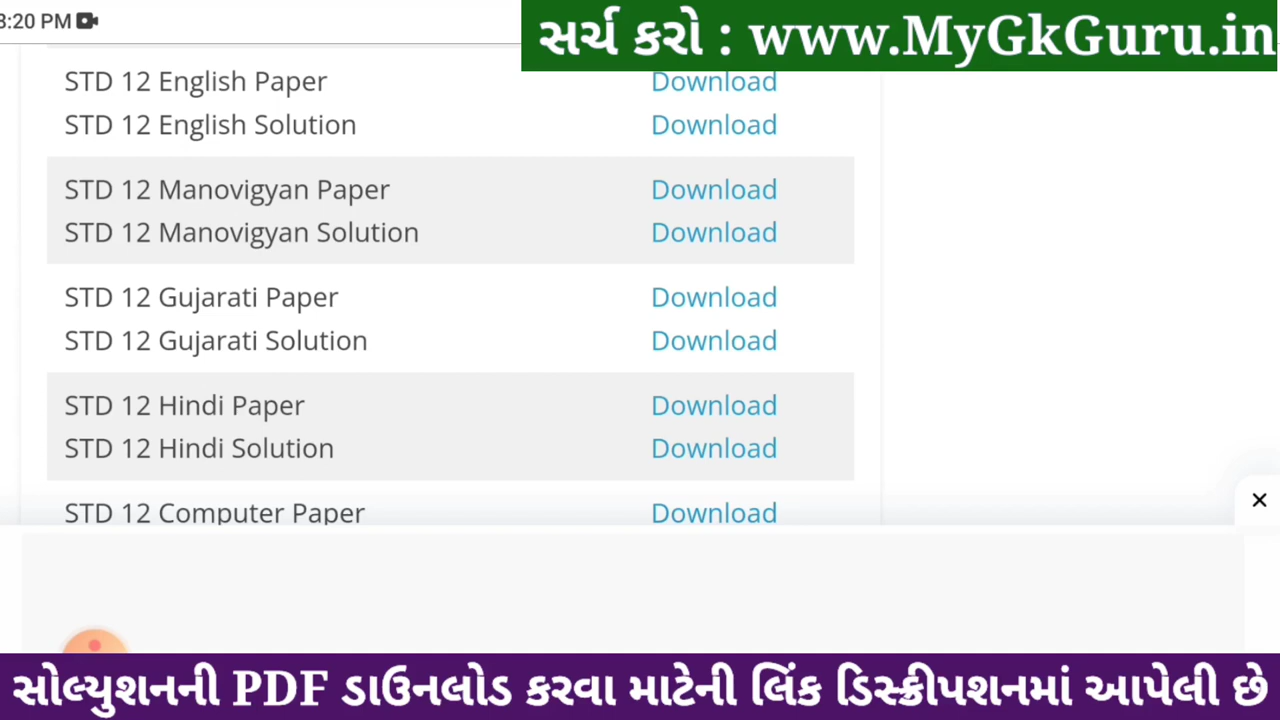 3:20 PM
સર્ચ કરો : www.MyGkGuru.in
STD 12 English Paper Download
STD 12 English Solution Download
STD 12 Manovigyan Paper Download
STD 12 Manovigyan Solution Download
STD 12 Gujarati Paper Download
STD 12 Gujarati Solution Download
STD 12 Hindi Paper Download
STD 12 Hindi Solution Download
STD 12 Computer Paper Download
સોલ્યુશનની PDF ડાઉનલોડ કરવા માટેની લિંક ડિસ્ક્રીપશનમાં આપેલી છે